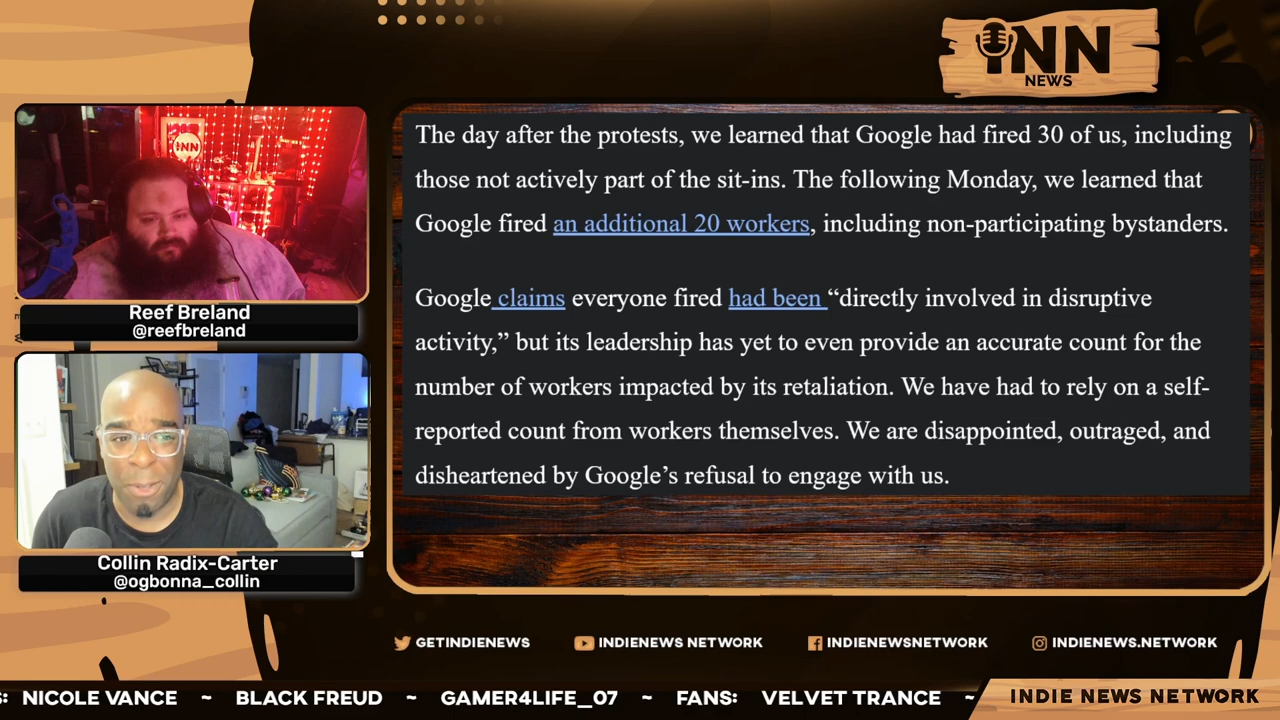 iNN
NEWS
INN
The day after the protests, we learned that Google had fired 30 of us, including
those not actively part of the sit-ins. The following Monday, we learned that
Google fired an additional 20 workers, including non-participating bystanders.
Google claims everyone fired had been “directly involved in disruptive
activity,” but its leadership has yet to even provide an accurate count for the
number of workers impacted by its retaliation. We have had to rely on a self-
reported count from workers themselves. We are disappointed, outraged, and
disheartened by Google’s refusal to engage with us.
Reef Breland
@reefbreland
Collin Radix-Carter
@ogbonna_collin
GETINDIENEWS
INDIENEWS NETWORK
INDIENEWSNETWORK
INDIENEWS.NETWORK
S: NICOLE VANCE ~ BLACK FREUD ~ GAMER4LIFE_07 ~ FANS: VELVET TRANCE ~
INDIE NEWS NETWORK